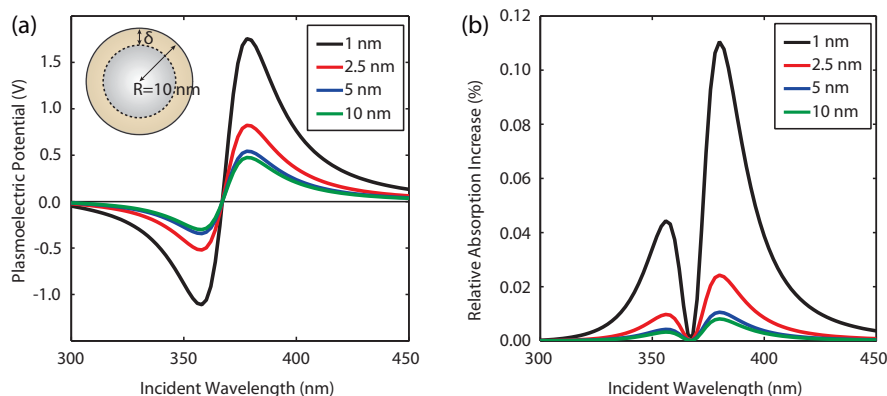 (a)
δ
R=10 nm
1 nm
2.5 nm
5 nm
10 nm
Plasmoelectric Potential (V)
1.5
1.0
0.5
0.0
-0.5
-1.0
300
350
400
450
Incident Wavelength (nm)
(b)
1 nm
2.5 nm
5 nm
10 nm
Relative Absorption Increase (%)
0.12
0.10
0.08
0.06
0.04
0.02
0.00
300
350
400
450
Incident Wavelength (nm)